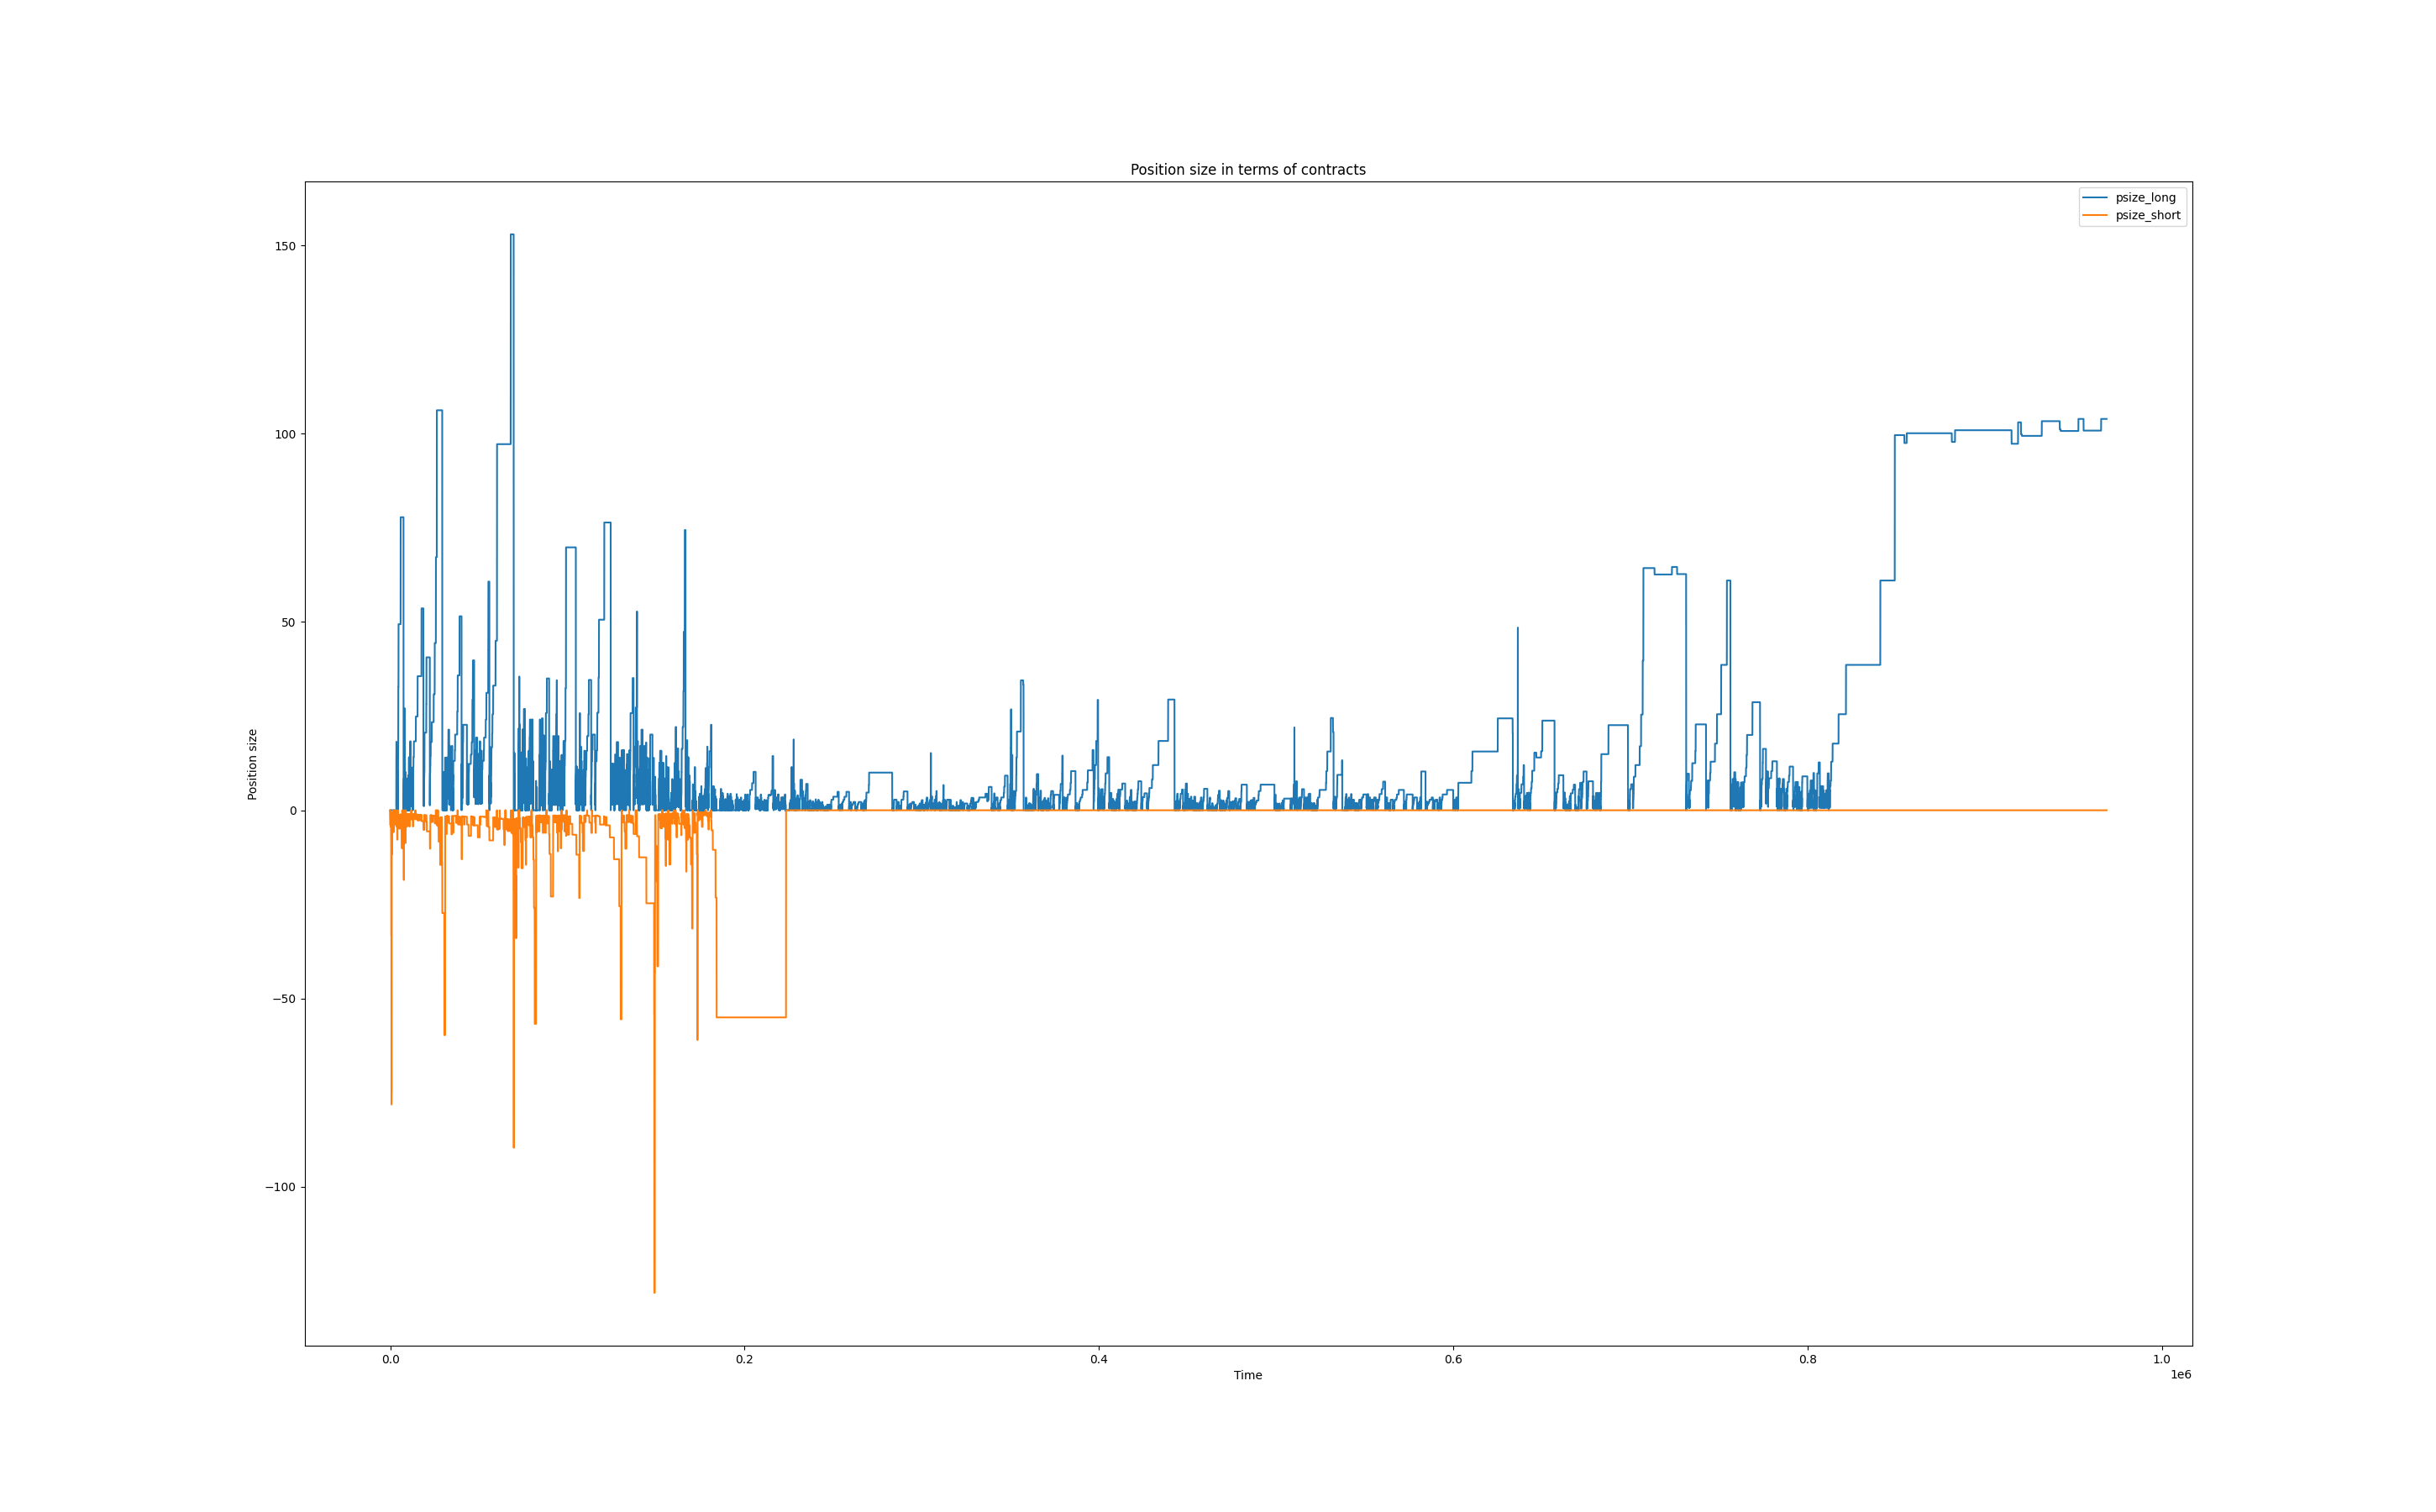 Position size in terms of contracts
psize_long
psize_short
150
100
50
0
−50
−100
Position size
0.0
0.2
0.4
0.6
0.8
1.0
Time
1e6